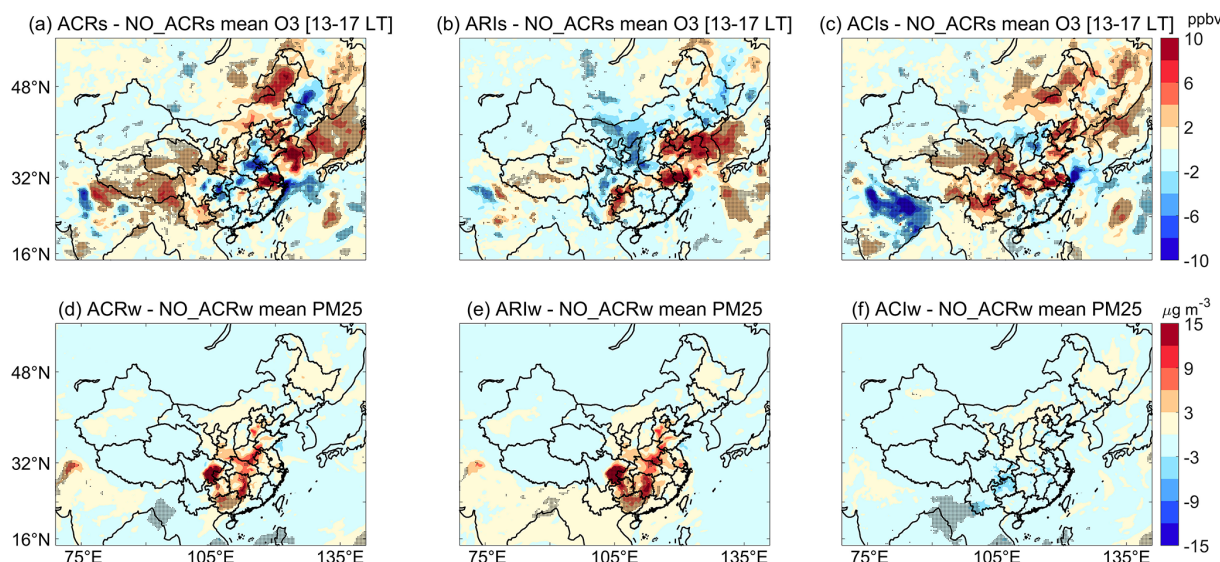 (a) ACRs - NO_ACRs mean O3 [13-17 LT]
(b) ARIs - NO_ACRs mean O3 [13-17 LT]
(c) ACIs - NO_ACRs mean O3 [13-17 LT]
ppbv
48°N
32°N
16°N
10
6
2
-2
-6
-10
(d) ACRw - NO_ACRw mean PM25
(e) ARIw - NO_ACRw mean PM25
(f) ACIw - NO_ACRw mean PM25
μg m⁻³
48°N
32°N
16°N
15
9
3
-3
-9
-15
75°E 105°E 135°E
75°E 105°E 135°E
75°E 105°E 135°E